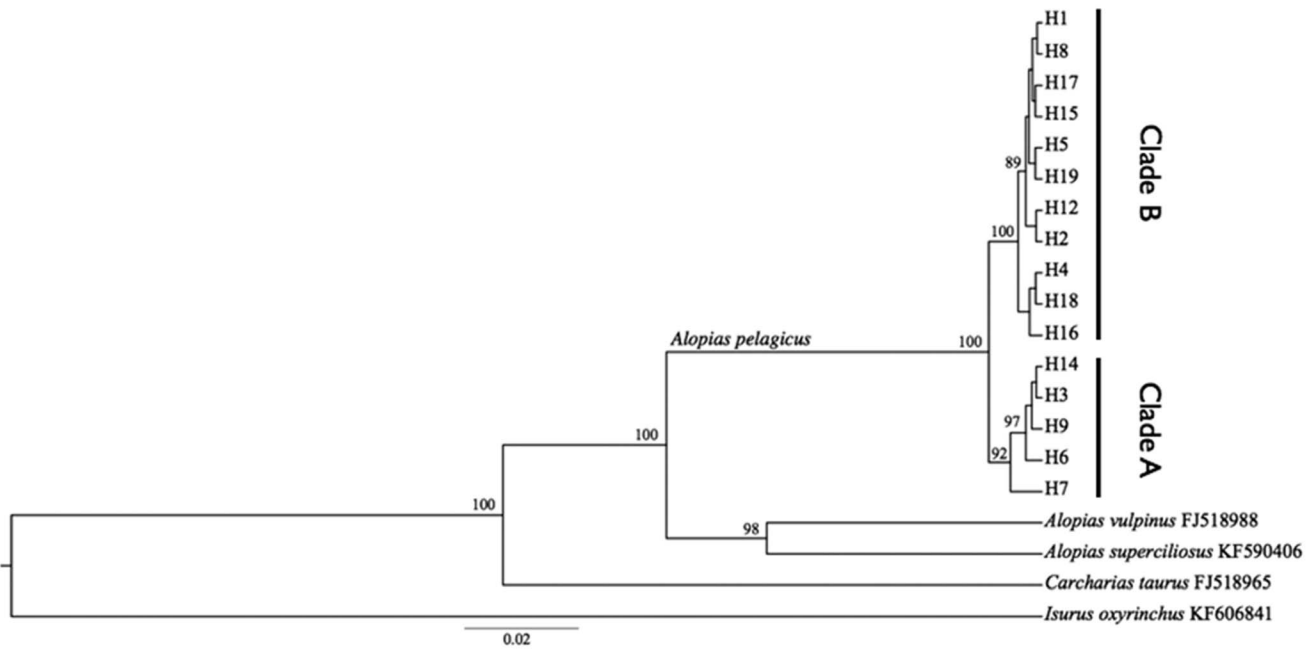 H1
H8
H17
H15
H5
89
H19
H12
100
H2
H4
H18
H16
Alopias pelagicus
100
H14
H3
97
H9
92
H6
H7
Clade B
Clade A
100
100
98
Alopias vulpinus FJ518988
Alopias superciliosus KF590406
Carcharias taurus FJ518965
Isurus oxyrinchus KF606841
0.02